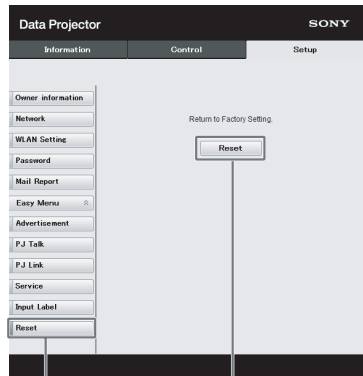 Data Projector
SONY
Information
Control
Setup
Owner information
Network
WLAN Setting
Password
Mail Report
Easy Menu
Advertisement
PJ Talk
PJ Link
Service
Input Label
Reset
Return to Factory Setting.
Reset